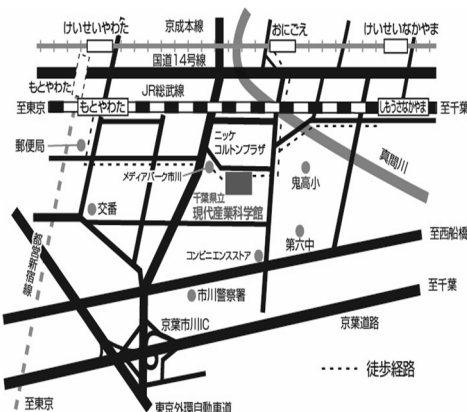 けいせいやわた
京成本線
おにごえ
けいせいなかやま
国道14号線
もとやわた
JR総武線
至東京
もとやわた
しもうさなかやま
至千葉
郵便局
ニッケ
コルトンプラザ
メディアパーク市川
鬼高小
真間川
千葉県立
現代産業科学館
交番
都営新宿線
第六中
コンビニエンスストア
至西船橋
市川警察署
至千葉
京葉市川IC
京葉道路
徒歩経路
至東京
東京外環自動車道